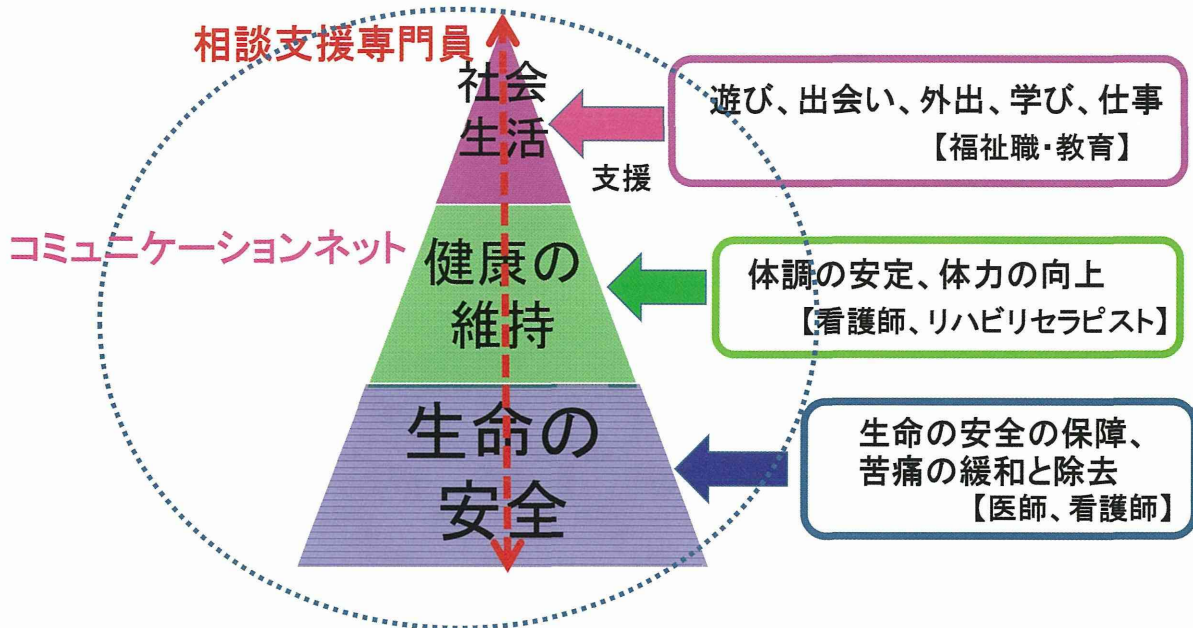 相談支援専門員
社会
生活
遊び、出会い、外出、学び、仕事
【福祉職・教育】
支援
コミュニケーションネット
健康の
維持
体調の安定、体力の向上
【看護師、リハビリセラピスト】
生命の
安全
生命の安全の保障、
苦痛の緩和と除去
【医師、看護師】